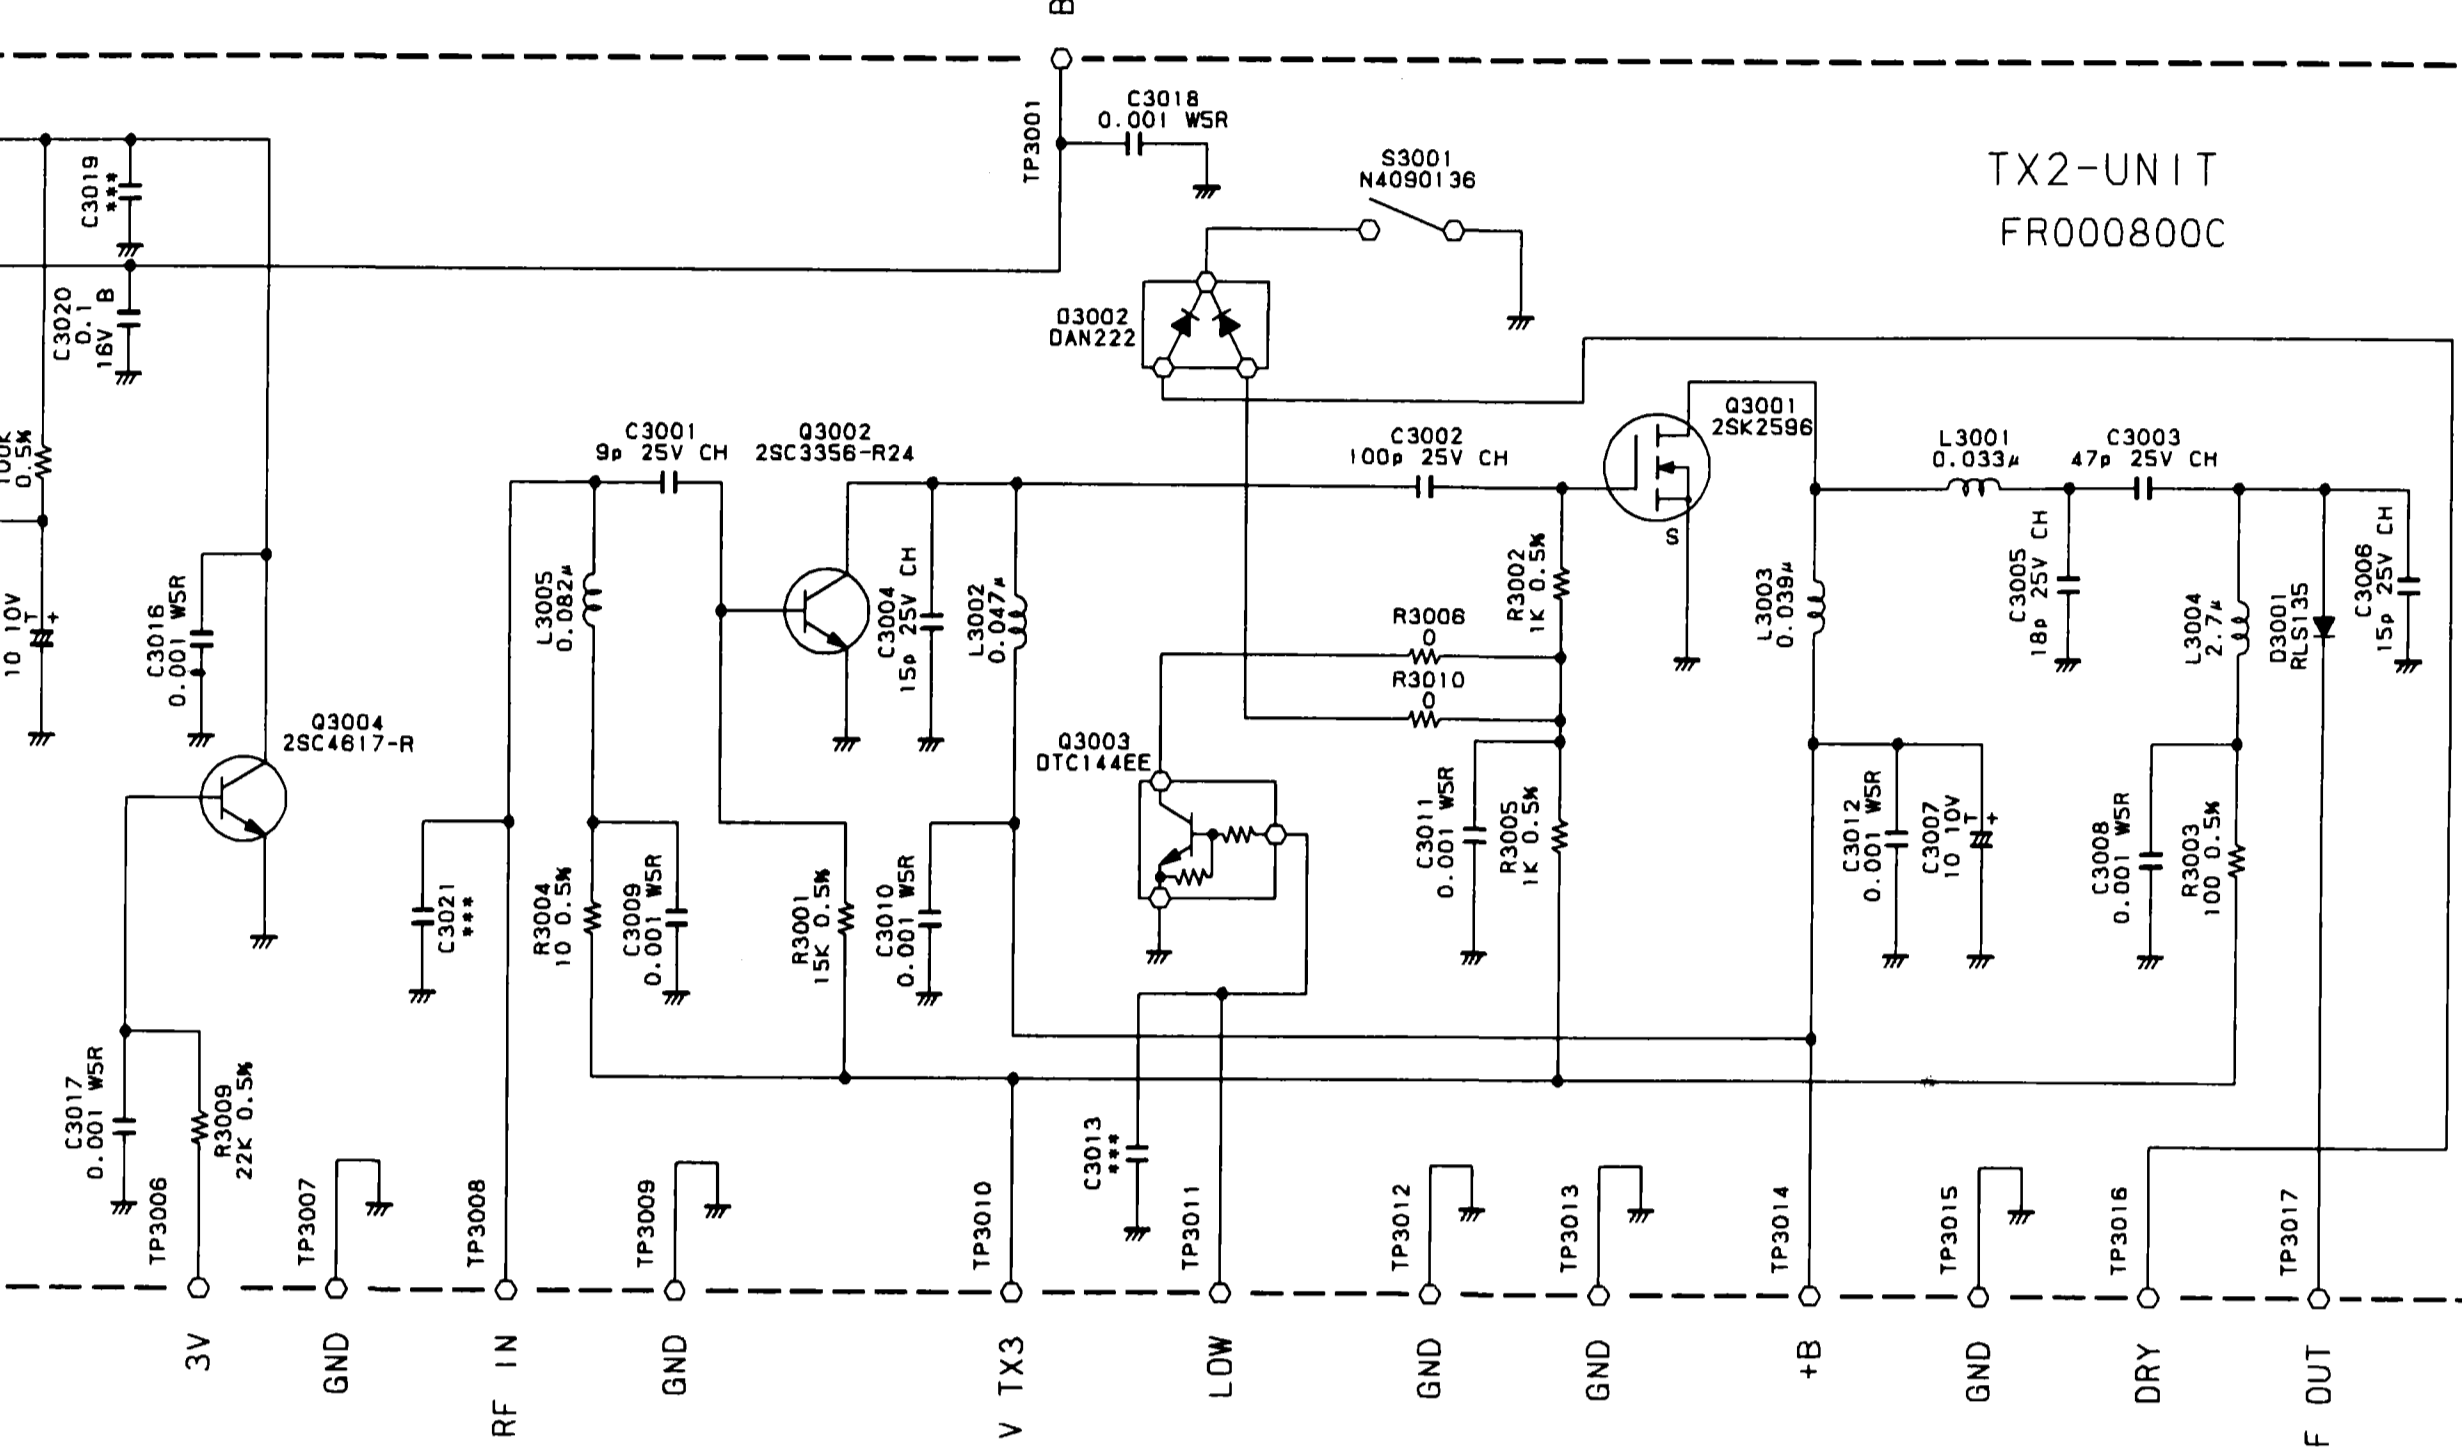 B
TP3001
C3018
0.001 W5R
S3001
N4090136
TX2-UNIT
FR000800C
C3019
***
C3020
0.1
16V B
D3002
DAN222
100K
0.5%
10 10V
T
+
C3016
0.001 W5R
Q3004
2SC4617-R
C3001
9p 25V CH
Q3002
2SC3356-R24
C3002
100p 25V CH
Q3001
2SK2596
S
L3001
0.033μ
C3003
47p 25V CH
L3005
0.082μ
C3004
15p 25V CH
L3002
0.047μ
R3002
1K 0.5%
R3006
0
R3010
0
L3003
0.039μ
C3005
18p 25V CH
L3004
2.7μ
D3001
RLS135
C3006
15p 25V CH
Q3003
DTC144EE
C3021
***
R3004
10 0.5%
C3009
0.001 W5R
R3001
15K 0.5%
C3010
0.001 W5R
C3011
0.001 W5R
R3005
1K 0.5%
C3012
0.001 W5R
C3007
10 10V
T
+
C3008
0.001 W5R
R3003
100 0.5%
C3017
0.001 W5R
R3009
22K 0.5%
C3013
***
TP3006
TP3007
TP3008
TP3009
TP3010
TP3011
TP3012
TP3013
TP3014
TP3015
TP3016
TP3017
3V
GND
RF IN
GND
V TX3
LOW
GND
GND
+B
GND
DRY
F OUT